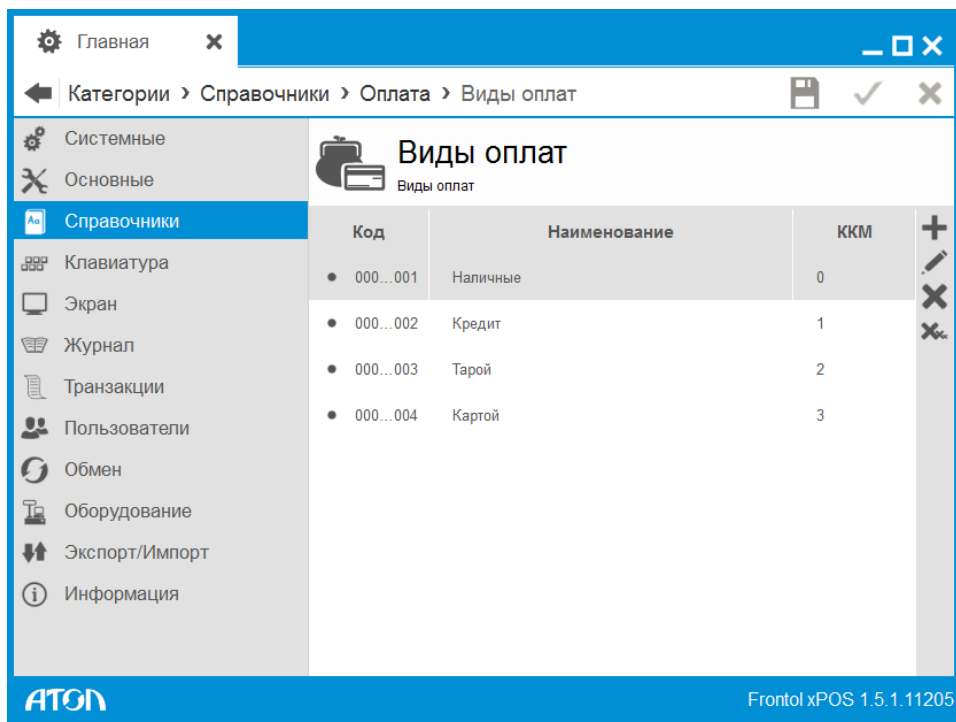 Главная
Категории › Справочники › Оплата › Виды оплат
Системные
Основные
Справочники
Клавиатура
Экран
Журнал
Транзакции
Пользователи
Обмен
Оборудование
Экспорт/Импорт
Информация
Виды оплат
Виды оплат
Код Наименование ККМ
000...001 Наличные 0
000...002 Кредит 1
000...003 Тарой 2
000...004 Картой 3
ATOL
Frontol xPOS 1.5.1.11205